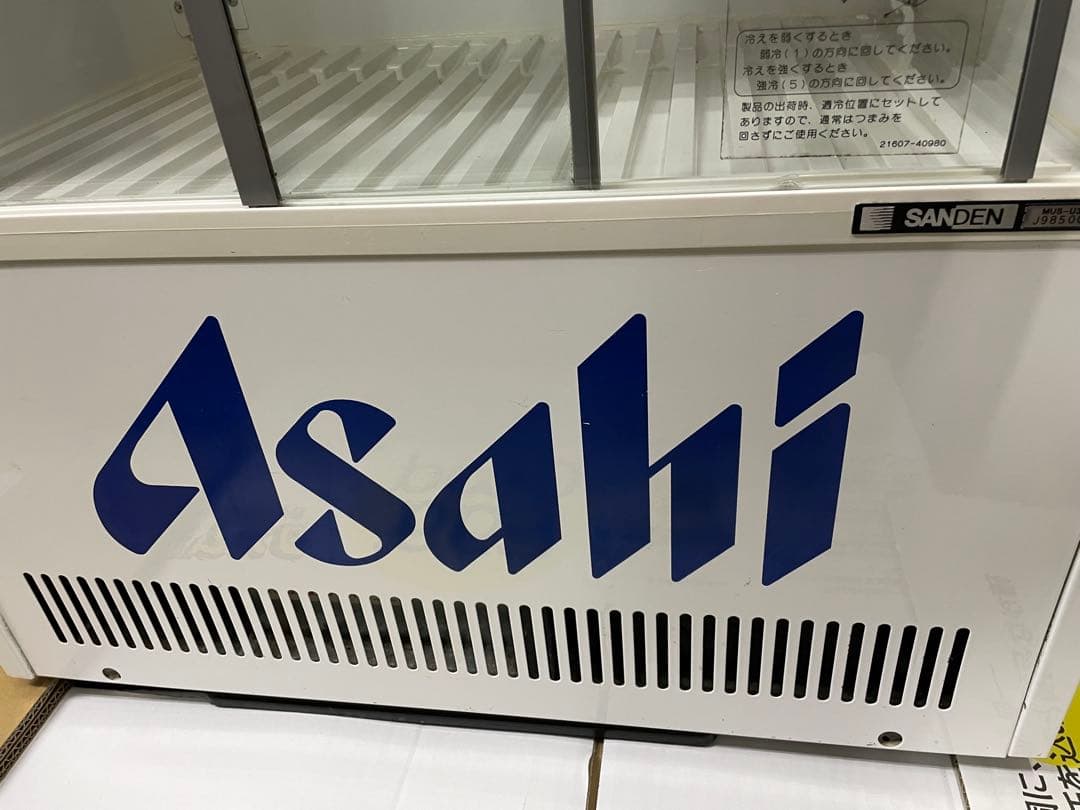 冷えを弱くするとき
弱冷(1)の方向に回してください。
冷えを強くするとき
強冷(5)の方向に回してください。
製品の出荷時、適冷位置にセットして
ありますので、通常はつまみを
回さずにご使用ください。
21607-40980
SANDEN
Asahi